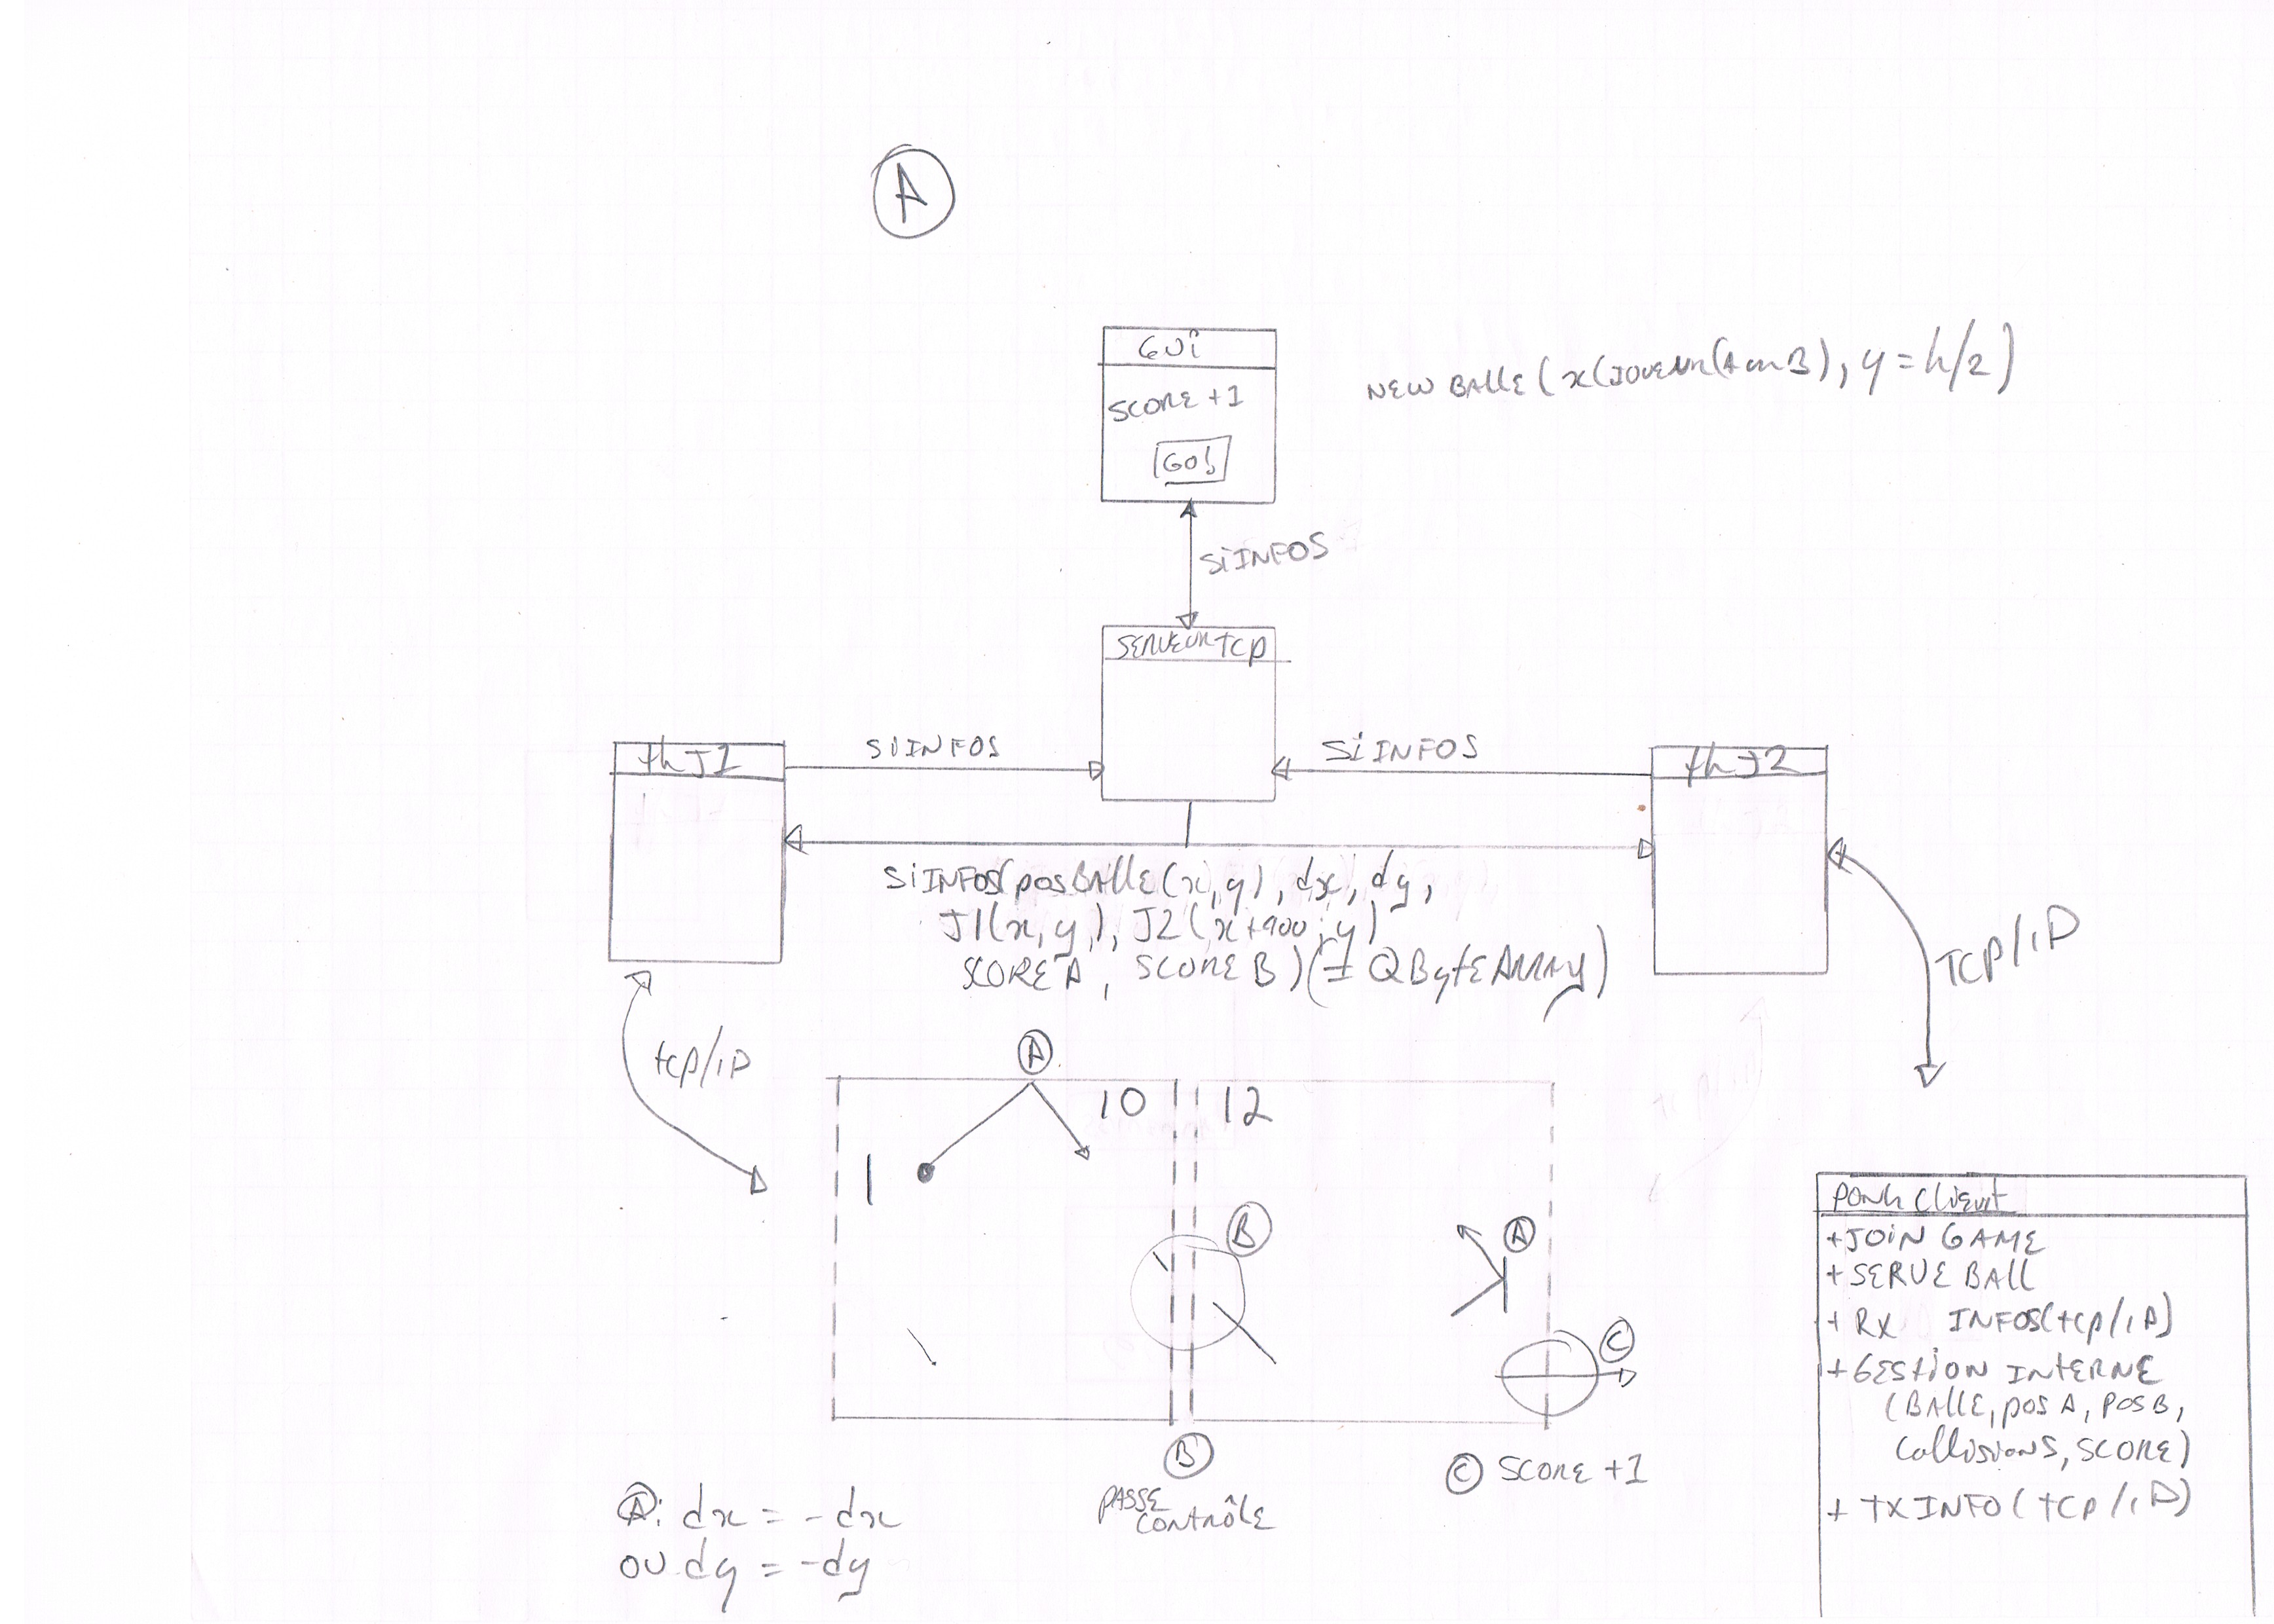 A
GUI
SCORE +1
GO!
NEW BALLE (x(JOUEUR(A ou B), y = h/2)
SiINFOS
SERVEUR TCP
thJ1
SiINFOS
SiINFOS
thJ2
SiINFOS(posBALLE(x,y), dx, dy,
J1(x,y), J2(x+900, y)
SCORE A, SCORE B) (1 QByteArray)
tcp/iP
TCP/iP
A
10
12
B
A
C
B
PASSE
CONTRÔLE
C SCORE +1
A: dx = -dx
OU dy = -dy
PONG Client
+JOIN GAME
+SERVE BALL
+ RX INFOS(tcp/iP)
+GESTION INTERNE
(BALLE, pos A, POS B,
Collisions, SCORE)
+ TX INFO (TCP/iP)